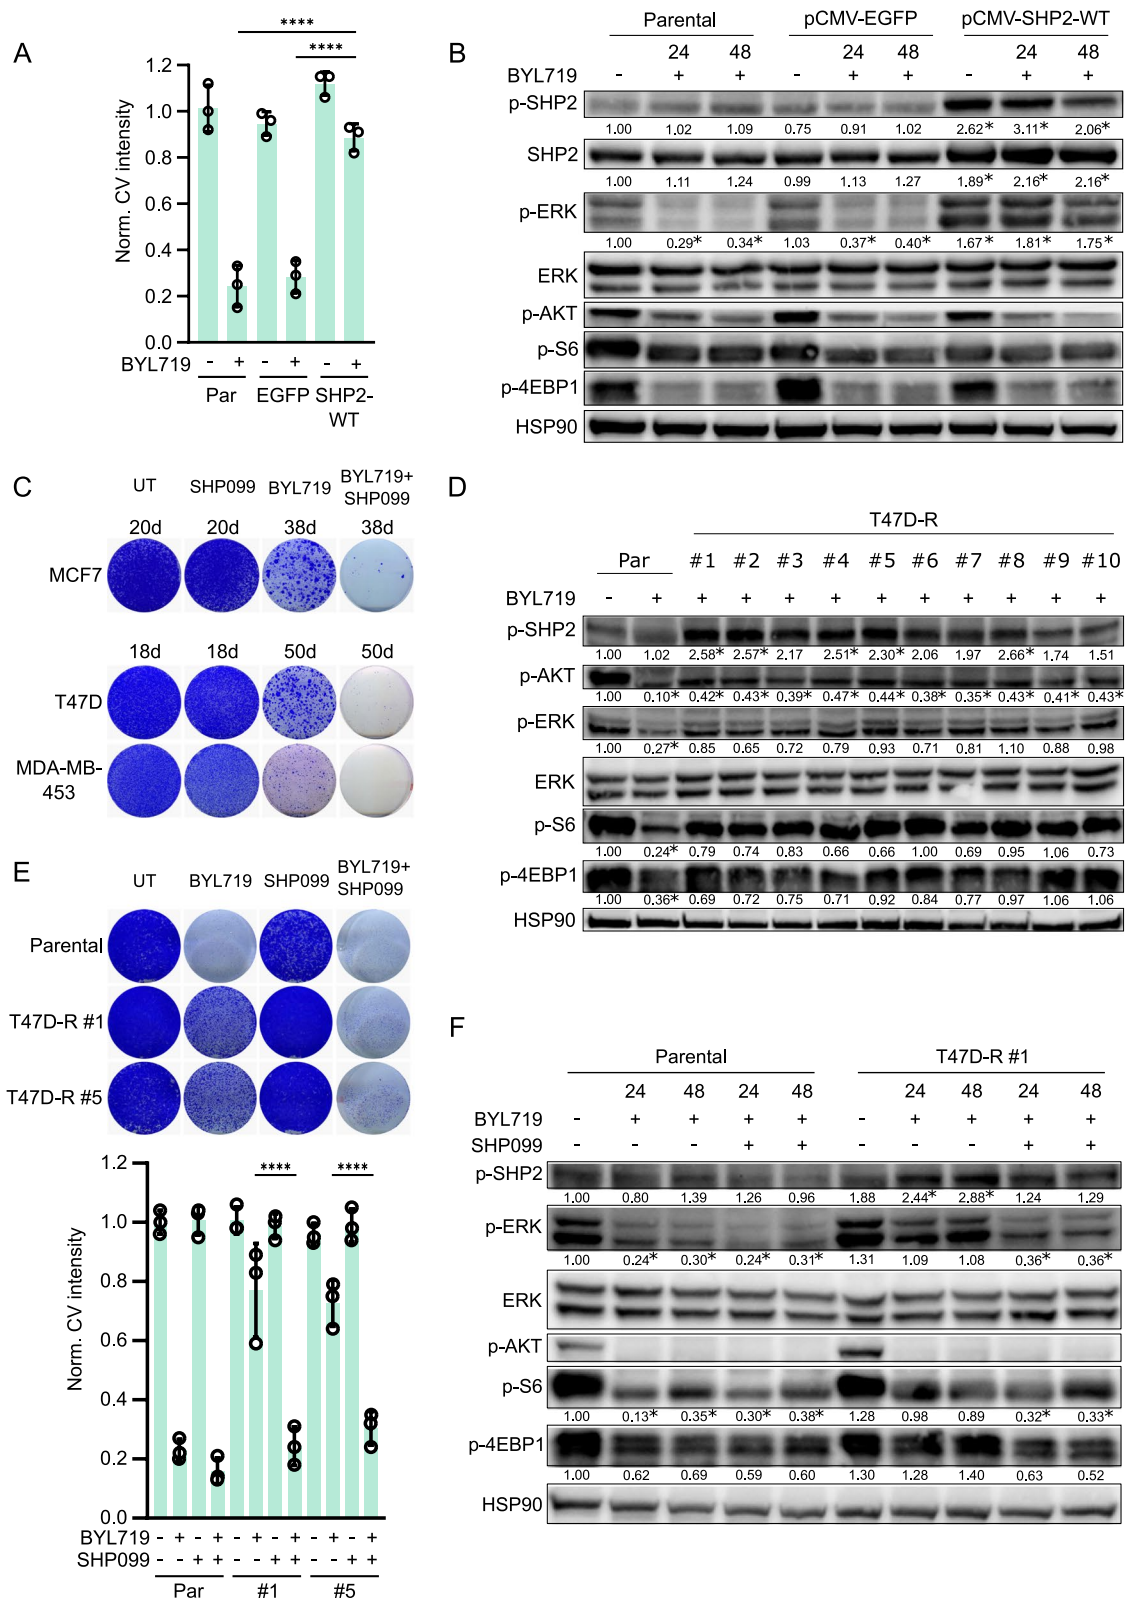 A
****
****
Norm. CV intensity
1.2
1.0
0.8
0.6
0.4
0.2
0.0
BYL719 - + - + - +
Par EGFP SHP2-
WT
B
Parental pCMV-EGFP pCMV-SHP2-WT
24 48 24 48 24 48
BYL719 - + + - + + - + +
p-SHP2
1.00 1.02 1.09 0.75 0.91 1.02 2.62* 3.11* 2.06*
SHP2
1.00 1.11 1.24 0.99 1.13 1.27 1.89* 2.16* 2.16*
p-ERK
1.00 0.29* 0.34* 1.03 0.37* 0.40* 1.67* 1.81* 1.75*
ERK
p-AKT
p-S6
p-4EBP1
HSP90
C
UT SHP099 BYL719 BYL719+
SHP099
20d 20d 38d 38d
MCF7
18d 18d 50d 50d
T47D
MDA-MB-
453
D
T47D-R
Par #1 #2 #3 #4 #5 #6 #7 #8 #9 #10
BYL719 - + + + + + + + + + + +
p-SHP2
1.00 1.02 2.58* 2.57* 2.17 2.51* 2.30* 2.06 1.97 2.66* 1.74 1.51
p-AKT
1.00 0.10* 0.42* 0.43* 0.39* 0.47* 0.44* 0.38* 0.35* 0.43* 0.41* 0.43*
p-ERK
1.00 0.27* 0.85 0.65 0.72 0.79 0.93 0.71 0.81 1.10 0.88 0.98
ERK
p-S6
1.00 0.24* 0.79 0.74 0.83 0.66 0.66 1.00 0.69 0.95 1.06 0.73
p-4EBP1
1.00 0.36* 0.69 0.72 0.75 0.71 0.92 0.84 0.77 0.97 1.06 1.06
HSP90
E
UT BYL719 SHP099 BYL719+
SHP099
Parental
T47D-R #1
T47D-R #5
Norm. CV intensity
1.2
1.0
0.8
0.6
0.4
0.2
0.0
**** ****
BYL719 - + - + - + - + - + - +
SHP099 - - + + - - + + - - + +
Par #1 #5
F
Parental T47D-R #1
24 48 24 48 24 48 24 48
BYL719 - + + + + - + + + +
SHP099 - - - + + - - - + +
p-SHP2
1.00 0.80 1.39 1.26 0.96 1.88 2.44* 2.88* 1.24 1.29
p-ERK
1.00 0.24* 0.30* 0.24* 0.31* 1.31 1.09 1.08 0.36* 0.36*
ERK
p-AKT
p-S6
1.00 0.13* 0.35* 0.30* 0.38* 1.28 0.98 0.89 0.32* 0.33*
p-4EBP1
1.00 0.62 0.69 0.59 0.60 1.30 1.28 1.40 0.63 0.52
HSP90